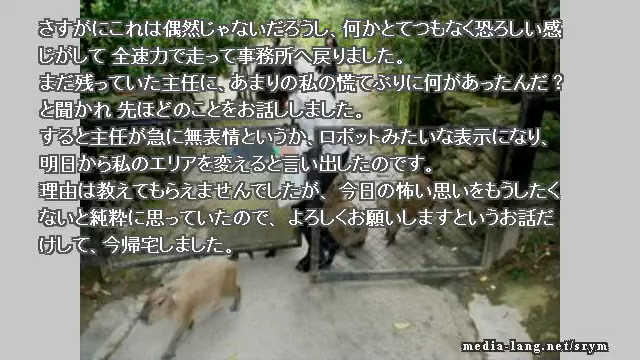 さすがにこれは偶然じゃないだろうし、何かとてつもなく恐ろしい感
じがして 全速力で走って事務所へ戻りました。
まだ残っていた主任に、あまりの私の慌てぶりに何があったんだ？
と聞かれ 先ほどのことをお話ししました。
すると主任が急に無表情というか、ロボットみたいな表示になり、
明日から私のエリアを変えると言い出したのです。
理由は教えてもらえませんでしたが、 今日の怖い思いをもうしたく
ないと純粋に思っていたので、 よろしくお願いしますというお話だ
けして、今帰宅しました。
media-lang.net/srym